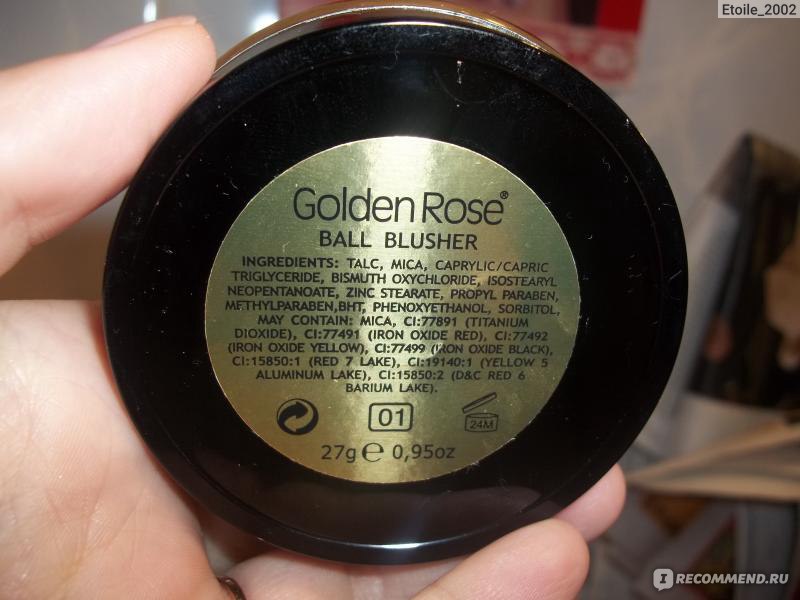 Etoile_2002
Golden Rose®
BALL BLUSHER
INGREDIENTS: TALC, MICA, CAPRYLIC/CAPRIC
TRIGLYCERIDE, BISMUTH OXYCHLORIDE, ISOSTEARYL
NEOPENTANOATE, ZINC STEARATE, PROPYL PARABEN,
METHYLPARABEN,BHT, PHENOXYETHANOL, SORBITOL,
MAY CONTAIN: MICA, CI:77891 (TITANIUM
DIOXIDE), CI:77491 (IRON OXIDE RED), CI:77492
(IRON OXIDE YELLOW), CI:77499 (IRON OXIDE BLACK),
CI:15850:1 (RED 7 LAKE), CI:19140:1 (YELLOW 5
ALUMINUM LAKE), CI:15850:2 (D&C RED 6
BARIUM LAKE).
01
24M
27g ℮ 0,95oz
IRECOMMEND.RU